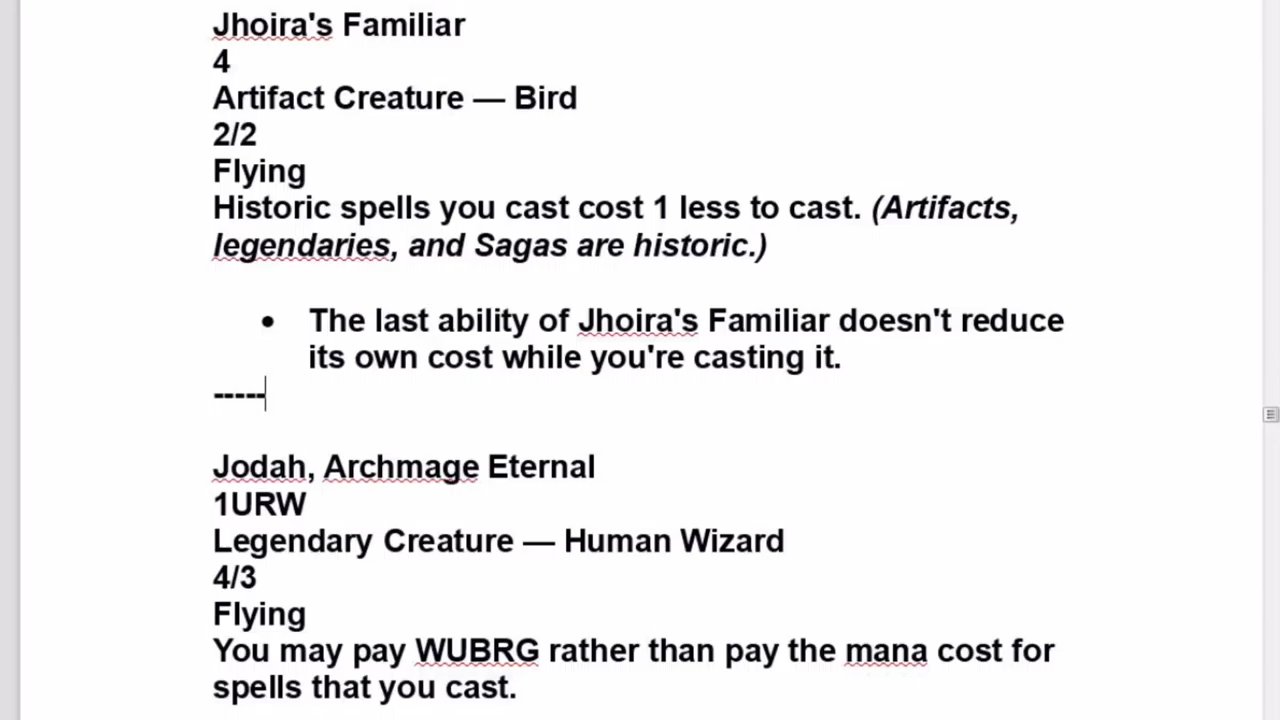 Jhoira's Familiar
4
Artifact Creature — Bird
2/2
Flying
Historic spells you cast cost 1 less to cast. (Artifacts,
legendaries, and Sagas are historic.)
• The last ability of Jhoira's Familiar doesn't reduce
its own cost while you're casting it.
-----
Jodah, Archmage Eternal
1URW
Legendary Creature — Human Wizard
4/3
Flying
You may pay WUBRG rather than pay the mana cost for
spells that you cast.